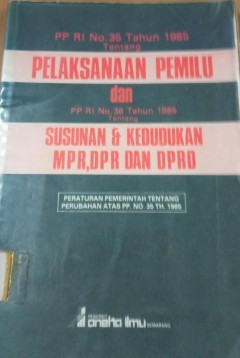 PP RI No. 35 Tahun 1985
Tentang
PELAKSANAAN PEMILU
dan
PP RI No. 36 Tahun 1985
Tentang
SUSUNAN & KEDUDUKAN
MPR, DPR DAN DPRD
PERATURAN PEMERINTAH TENTANG
PERUBAHAN ATAS PP. NO. 35 TH. 1985
PENERBIT
aneka ilmu
SEMARANG